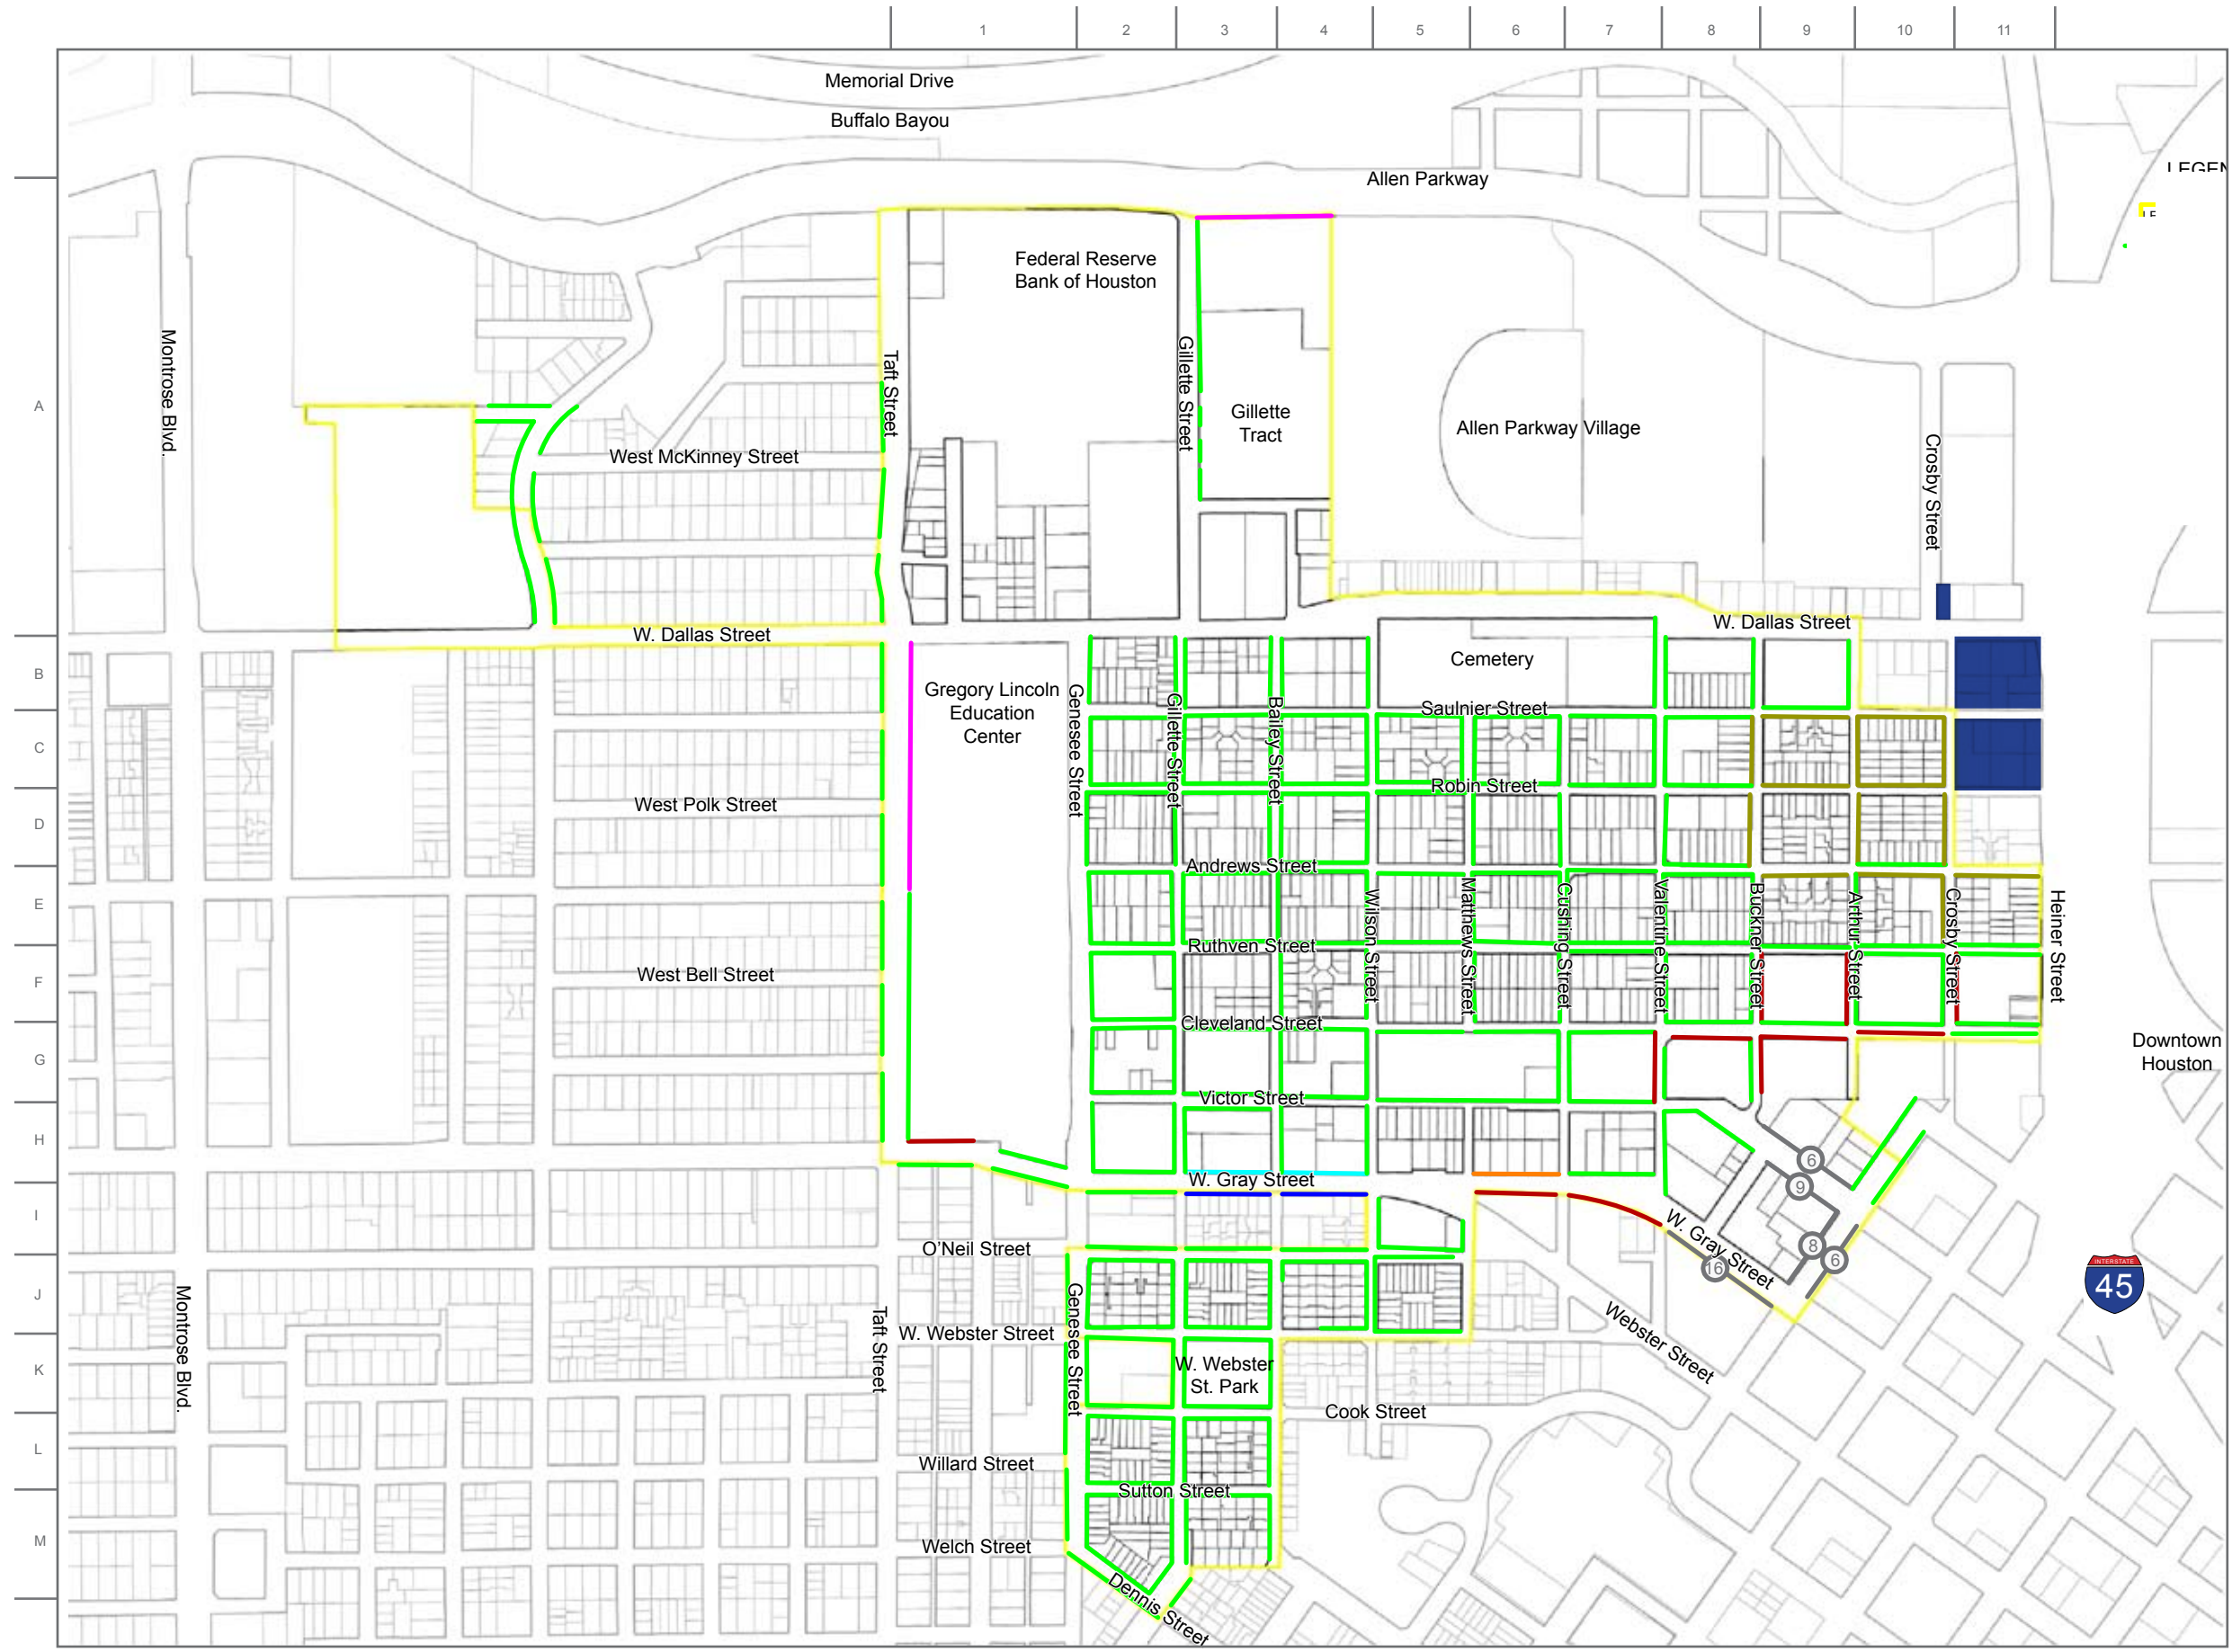 1 2 3 4 5 6 7 8 9 10 11
Memorial Drive
Buffalo Bayou
LEGEN
Allen Parkway
Federal Reserve
Bank of Houston
Montrose Blvd.
Taft Street
Gillette Street
A
Gillette
Tract
Allen Parkway Village
West McKinney Street
Crosby Street
W. Dallas Street
W. Dallas Street
B
Cemetery
Gregory Lincoln
Education
Center
Genesee Street
Gillette Street
Bailey Street
Saulnier Street
C
Robin Street
West Polk Street
D
Andrews Street
E
Wilson Street
Matthews Street
Cushing Street
Valentine Street
Buckner Street
Arthur Street
Crosby Street
Heiner Street
Ruthven Street
West Bell Street
F
Cleveland Street
G
Downtown
Houston
Victor Street
H
6
9
W. Gray Street
I
W. Gray Street
O'Neil Street
8
6
16
INTERSTATE
45
J
Montrose Blvd.
Taft Street
Genesee Street
W. Webster Street
Webster Street
K
W. Webster
St. Park
Cook Street
L
Willard Street
Sutton Street
M
Welch Street
Dennis Street